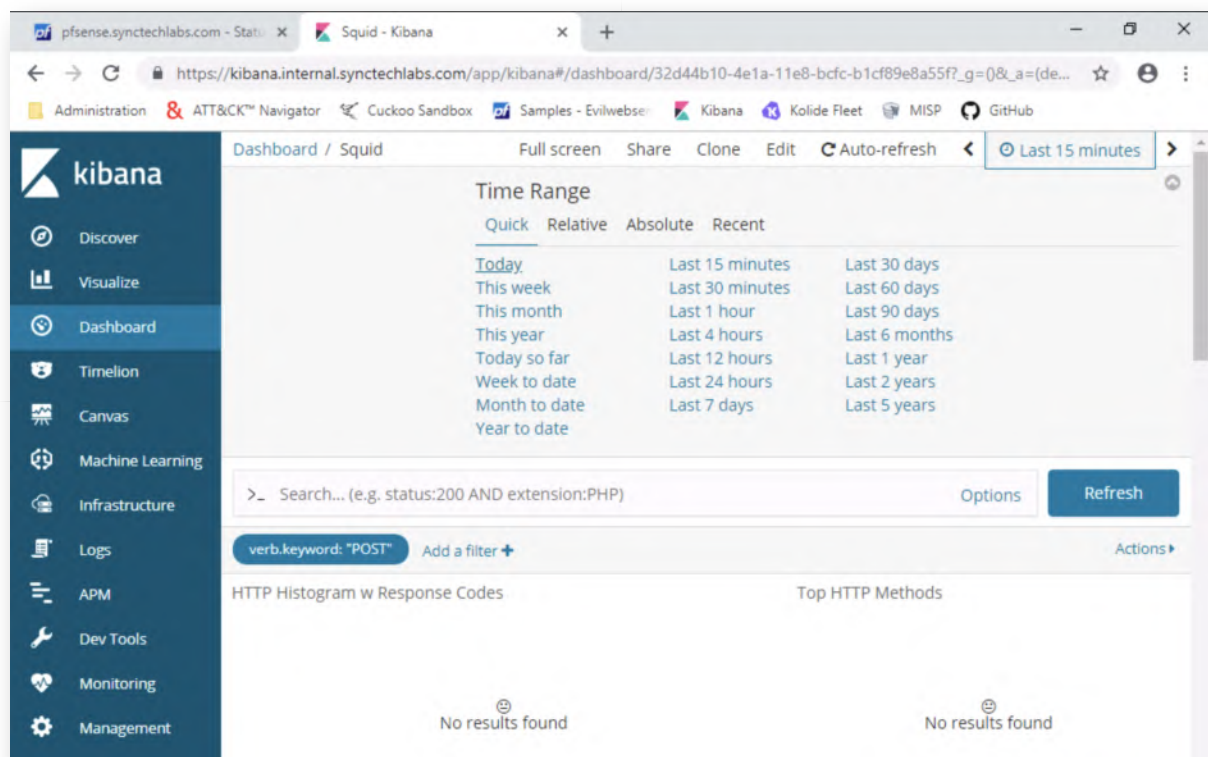 pfsense.synctechlabs.com - Stat
Squid - Kibana
https://kibana.internal.synctechlabs.com/app/kibana#/dashboard/32d44b10-4e1a-11e8-bcfc-b1cf89e8a55f?_g=()&_a=(de...
Administration ATT&CK™ Navigator Cuckoo Sandbox Samples - Evilwebse Kibana Kolide Fleet MISP GitHub
kibana
Discover
Visualize
Dashboard
Timelion
Canvas
Machine Learning
Infrastructure
Logs
APM
Dev Tools
Monitoring
Management
Dashboard / Squid Full screen Share Clone Edit Auto-refresh Last 15 minutes
Time Range
Quick Relative Absolute Recent
Today Last 15 minutes Last 30 days
This week Last 30 minutes Last 60 days
This month Last 1 hour Last 90 days
This year Last 4 hours Last 6 months
Today so far Last 12 hours Last 1 year
Week to date Last 24 hours Last 2 years
Month to date Last 7 days Last 5 years
Year to date
>_ Search... (e.g. status:200 AND extension:PHP) Options Refresh
verb.keyword: "POST" Add a filter + Actions
HTTP Histogram w Response Codes Top HTTP Methods
No results found No results found